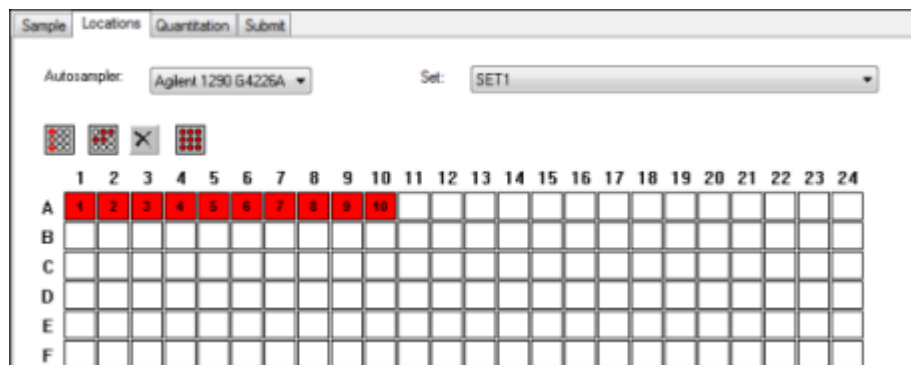 Sample Locations Quantitation Submit
Autosampler: Agilent 1290 G4226A Set: SET1
1 2 3 4 5 6 7 8 9 10 11 12 13 14 15 16 17 18 19 20 21 22 23 24
A 1 2 3 4 5 6 7 8 9 10
B
C
D
E
F